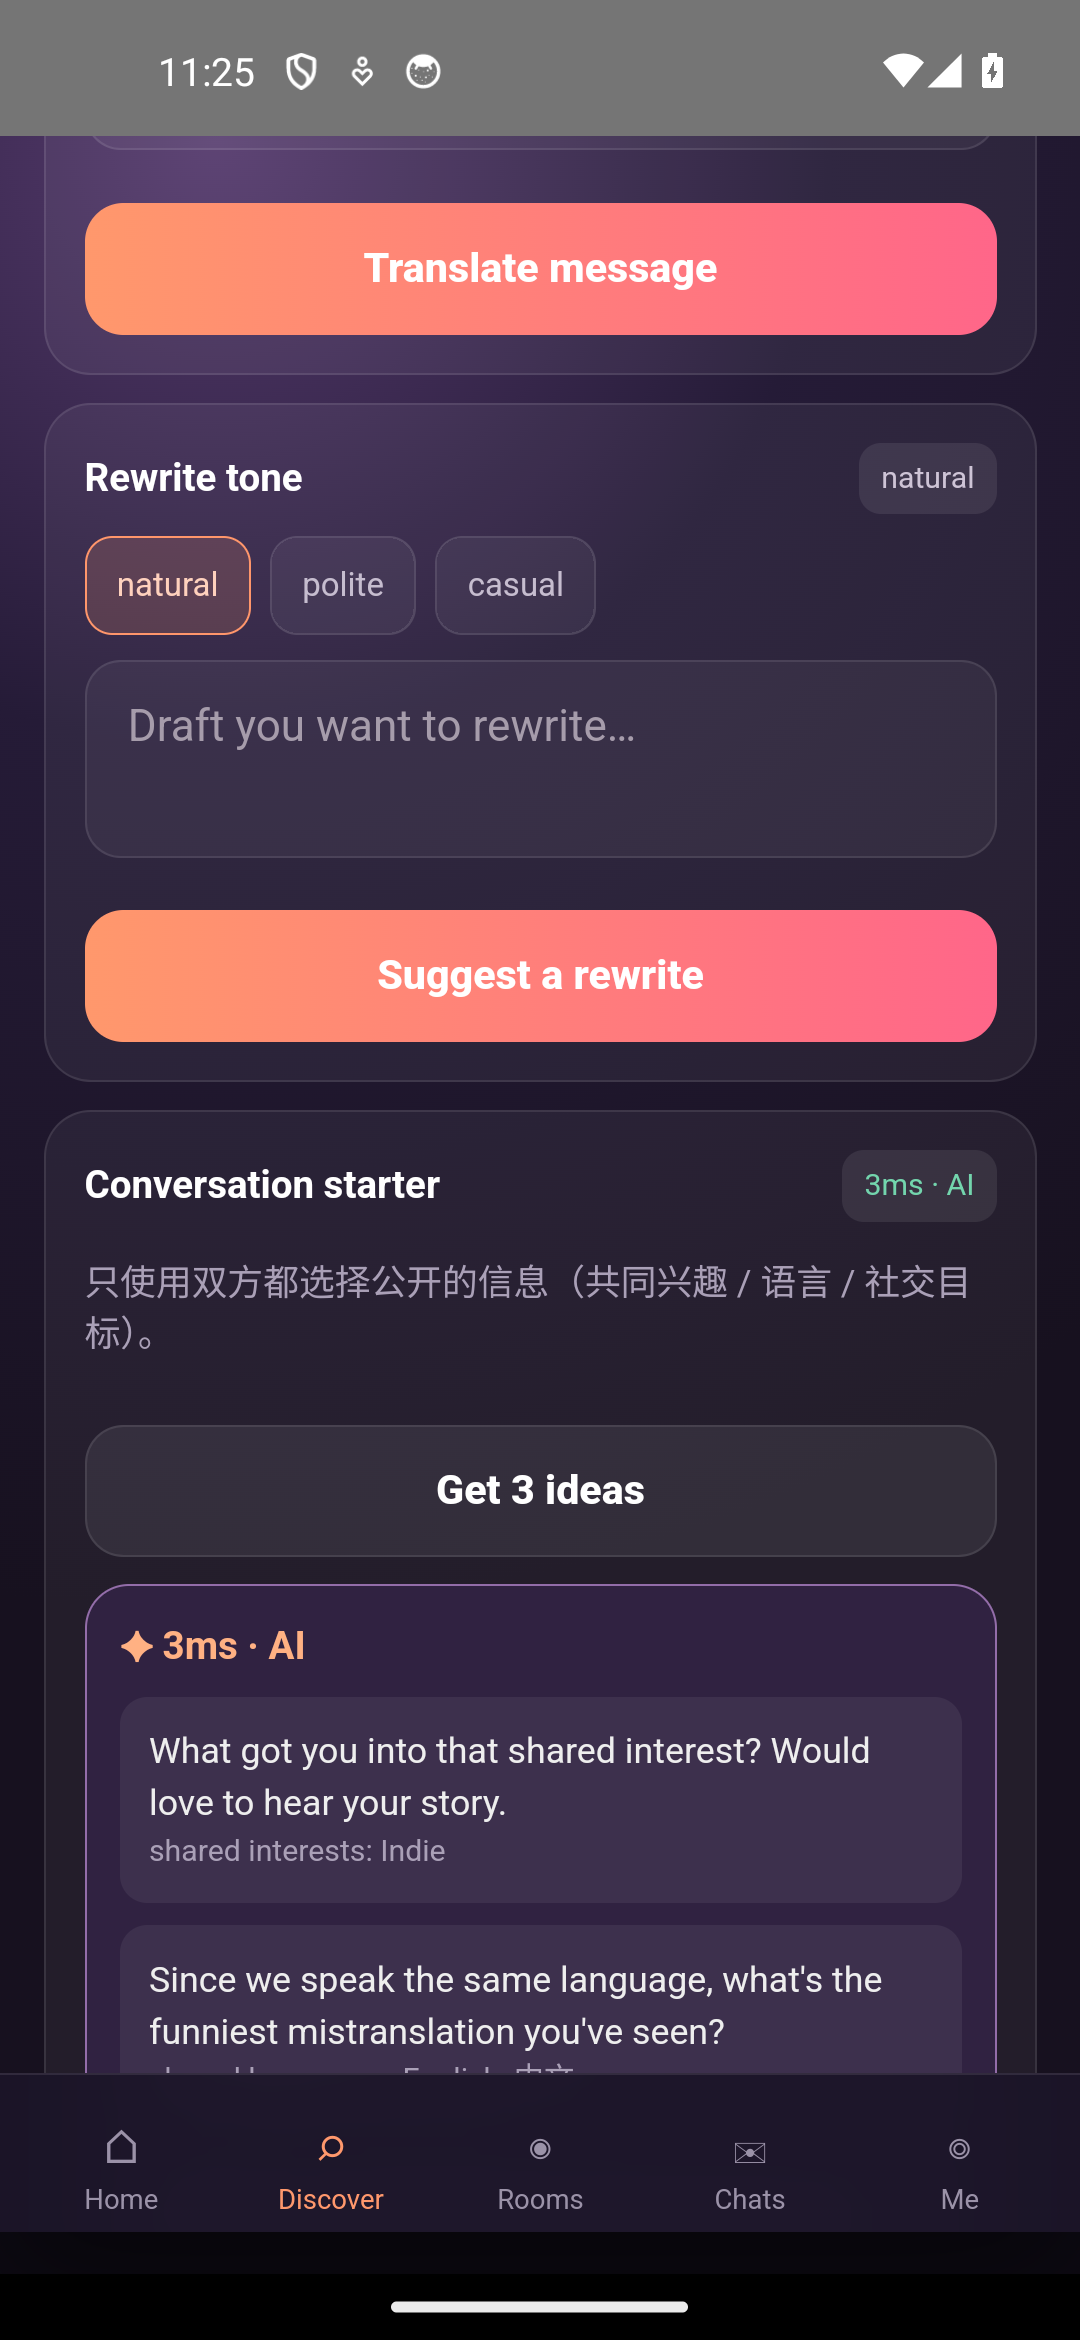 11:25
Translate message
Rewrite tone
natural
natural
polite
casual
Draft you want to rewrite...
Suggest a rewrite
Conversation starter
3ms · AI
只使用双方都选择公开的信息（共同兴趣 / 语言 / 社交目
标）。
Get 3 ideas
✦ 3ms · AI
What got you into that shared interest? Would
love to hear your story.
shared interests: Indie
Since we speak the same language, what's the
funniest mistranslation you've seen?
Home
Discover
Rooms
Chats
Me